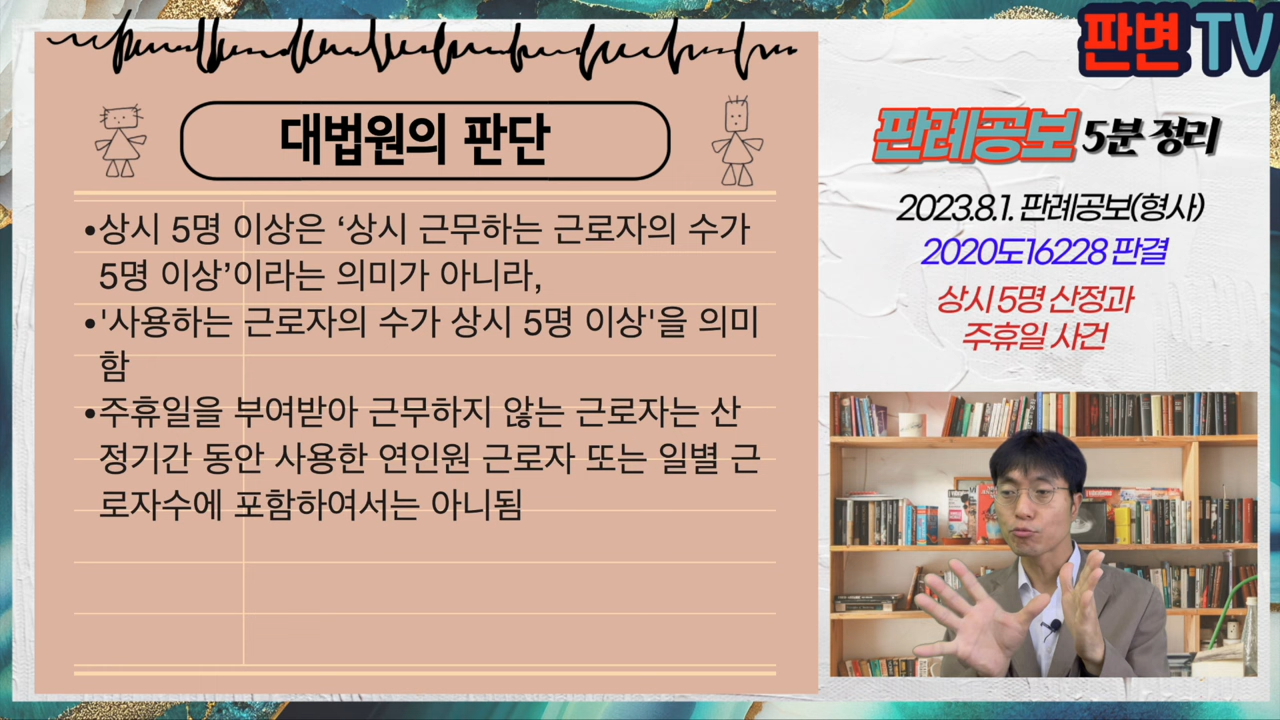 판변 TV
대법원의 판단
•상시 5명 이상은 ‘상시 근무하는 근로자의 수가
5명 이상’이라는 의미가 아니라,
•'사용하는 근로자의 수가 상시 5명 이상'을 의미
함
•주휴일을 부여받아 근무하지 않는 근로자는 산
정기간 동안 사용한 연인원 근로자 또는 일별 근
로자수에 포함하여서는 아니됨
판례공보 5분 정리
2023.8.1. 판례공보(형사)
2020도16228 판결
상시 5명 산정과
주휴일 사건